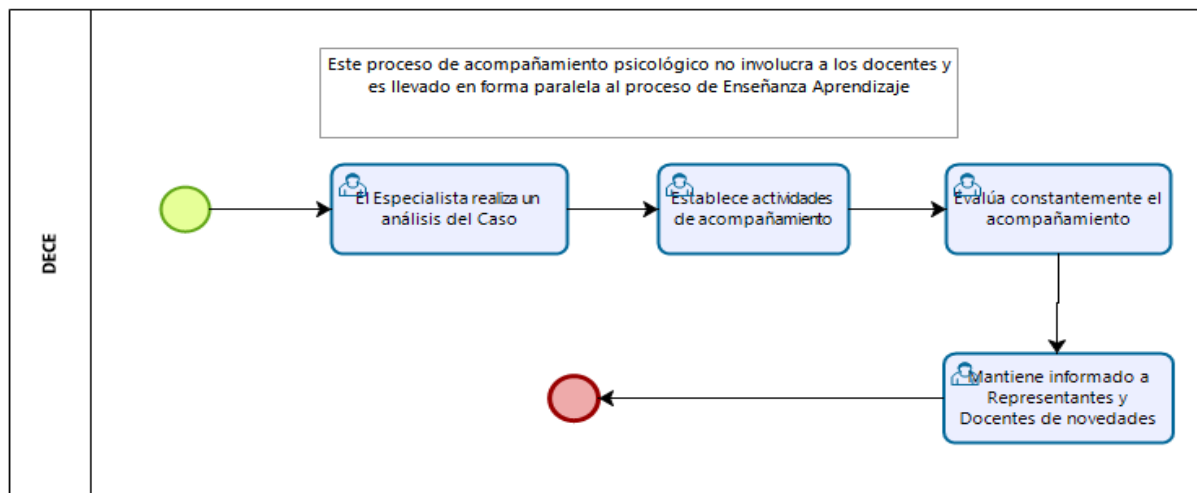 DECE
Este proceso de acompañamiento psicológico no involucra a los docentes y
es llevado en forma paralela al proceso de Enseñanza Aprendizaje
El Especialista realiza un
análisis del Caso
Establece actividades
de acompañamiento
Evalúa constantemente el
acompañamiento
Mantiene informado a
Representantes y
Docentes de novedades